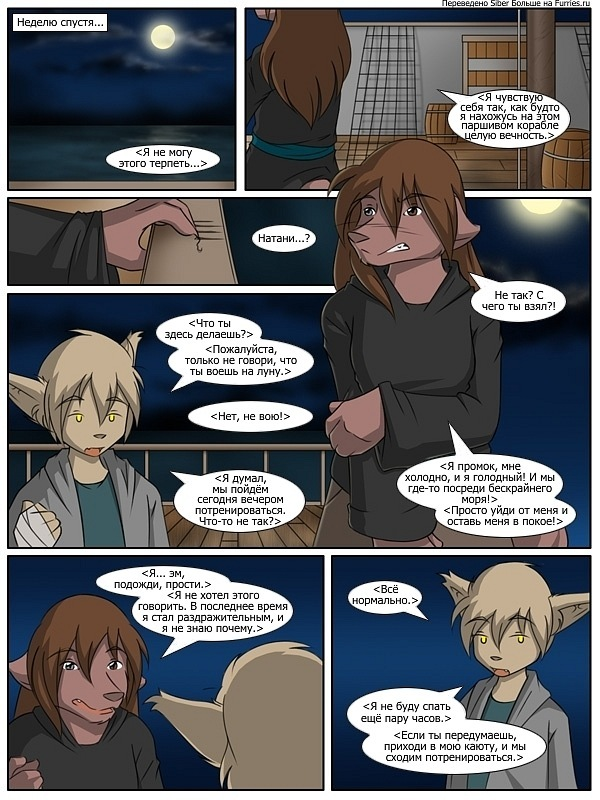 Переведено Siber Больше на Furries.ru
Неделю спустя...
<Я не могу
этого терпеть...>
<Я чувствую
себя так, как будто
я нахожусь на этом
паршивом корабле
целую вечность.>
Натани...?
Не так? С
чего ты взял?!
<Что ты
здесь делаешь?>
<Пожалуйста,
только не говори, что
ты воешь на луну.>
<Нет, не вою!>
<Я думал,
мы пойдём
сегодня вечером
потренироваться.
Что-то не так?>
<Я промок, мне
холодно, и я голодный! И мы
где-то посреди бескрайнего
моря!>
<Просто уйди от меня и
оставь меня в покое!>
<Я... эм,
подожди, прости.>
<Я не хотел этого
говорить. В последнее время
я стал раздражительным, и
я не знаю почему.>
<Всё
нормально.>
<Я не буду спать
ещё пару часов.>
<Если ты передумаешь,
приходи в мою каюту, и мы
сходим потренироваться.>